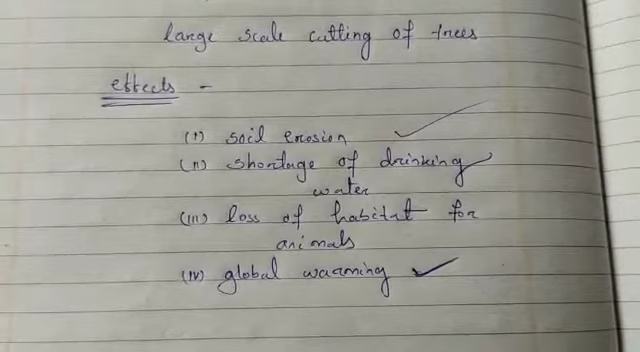 large scale cutting of trees
effects -
(i) soil erosion
(ii) shortage of drinking
water
(iii) loss of habitat for
animals
(iv) global warming